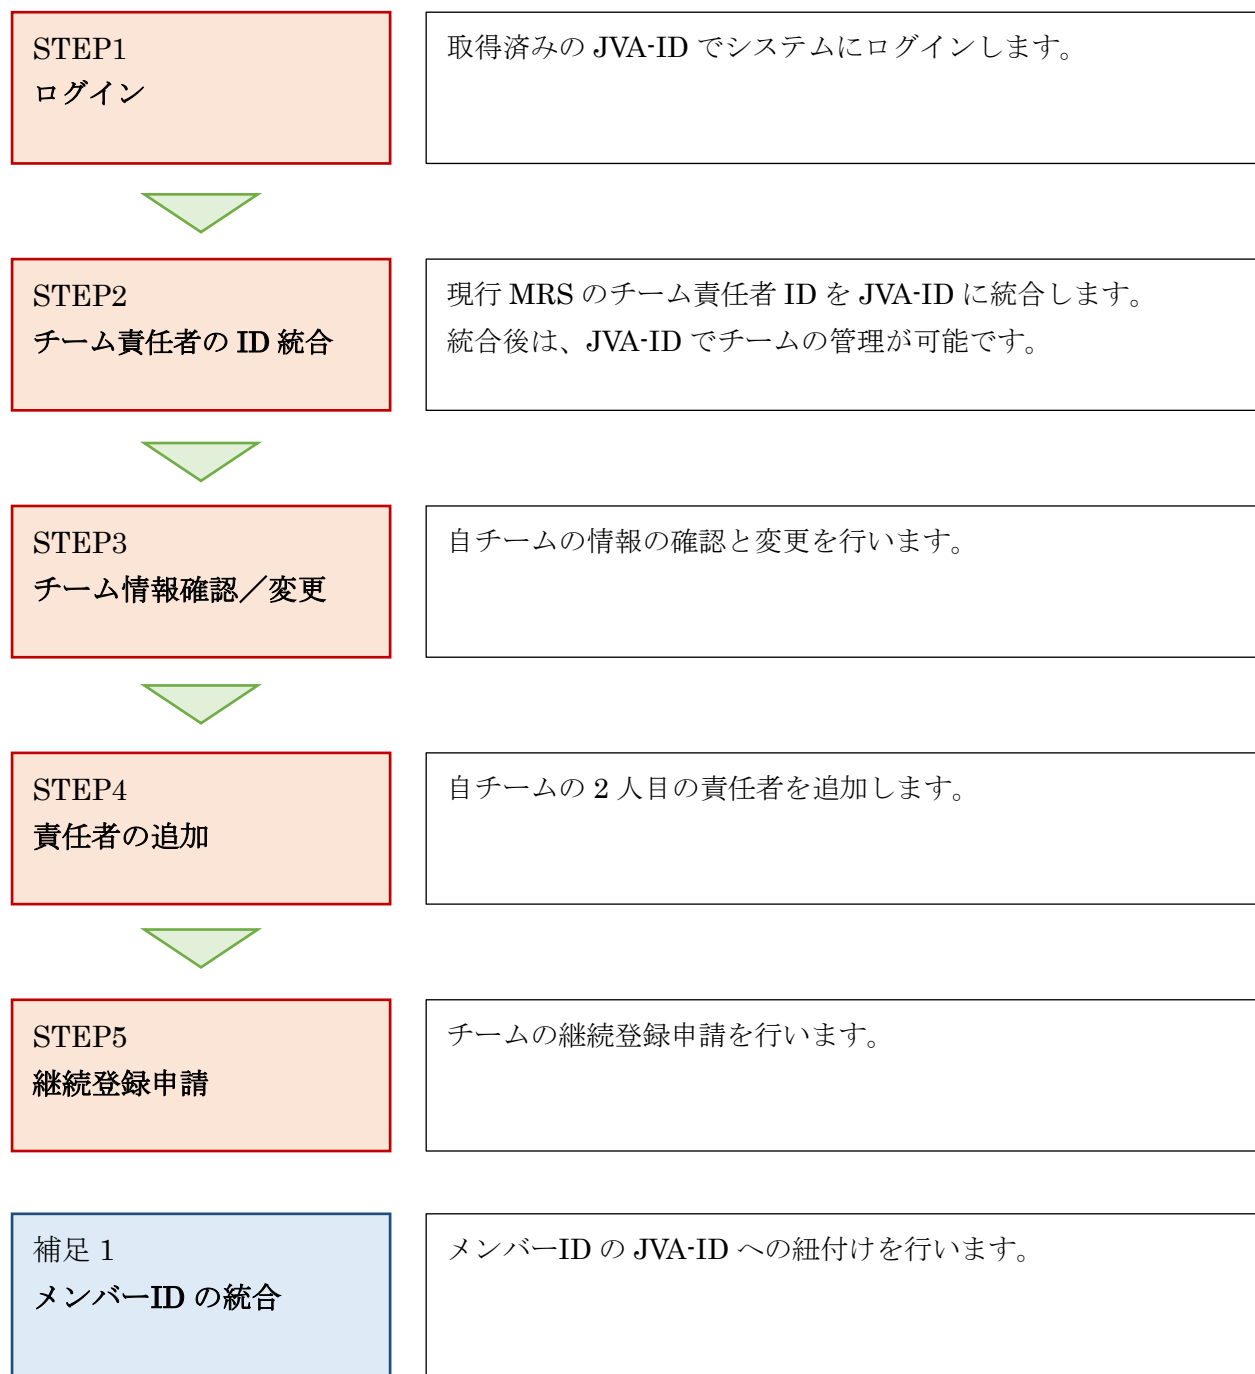 STEP1
ログイン
取得済みの JVA-ID でシステムにログインします。
STEP2
チーム責任者の ID 統合
現行 MRS のチーム責任者 ID を JVA-ID に統合します。
統合後は、JVA-ID でチームの管理が可能です。
STEP3
チーム情報確認／変更
自チームの情報の確認と変更を行います。
STEP4
責任者の追加
自チームの 2 人目の責任者を追加します。
STEP5
継続登録申請
チームの継続登録申請を行います。
補足 1
メンバーID の統合
メンバーID の JVA-ID への紐付けを行います。